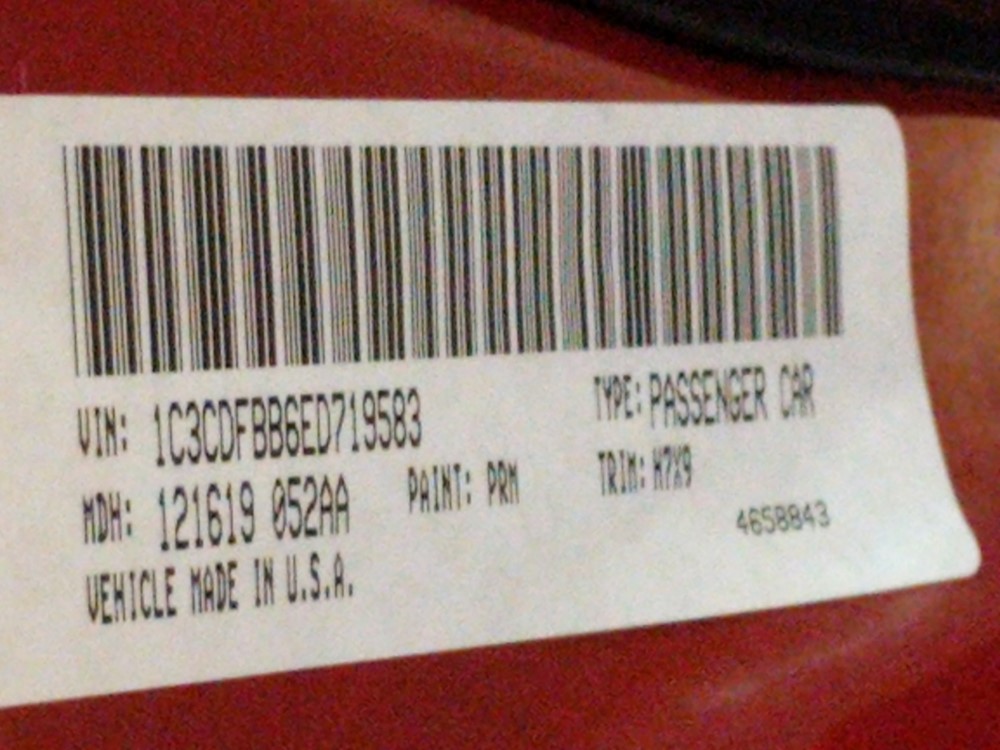 VIN: 1C3CDFBB6ED719583 TYPE: PASSENGER CAR
MDH: 121619 052AA PAINT: PRM TRIM: H7X9
VEHICLE MADE IN U.S.A. 4658843